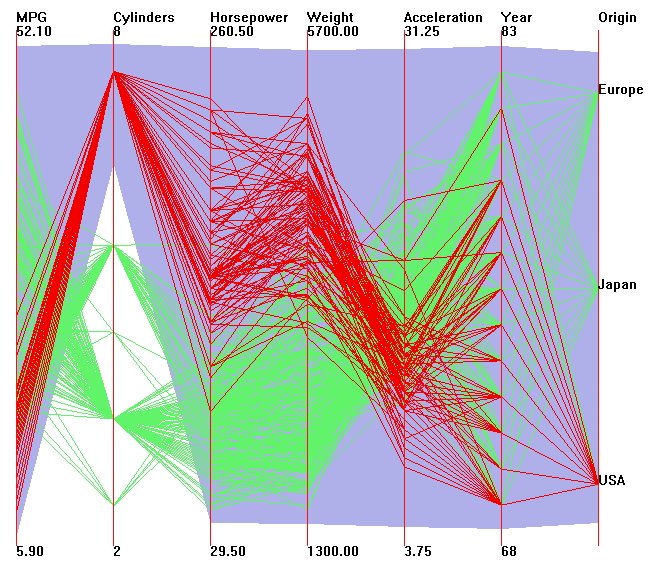 MPG Cylinders Horsepower Weight Acceleration Year Origin
52.10 8 260.50 5700.00 31.25 83
Europe
Japan
USA
5.90 2 29.50 1300.00 3.75 68